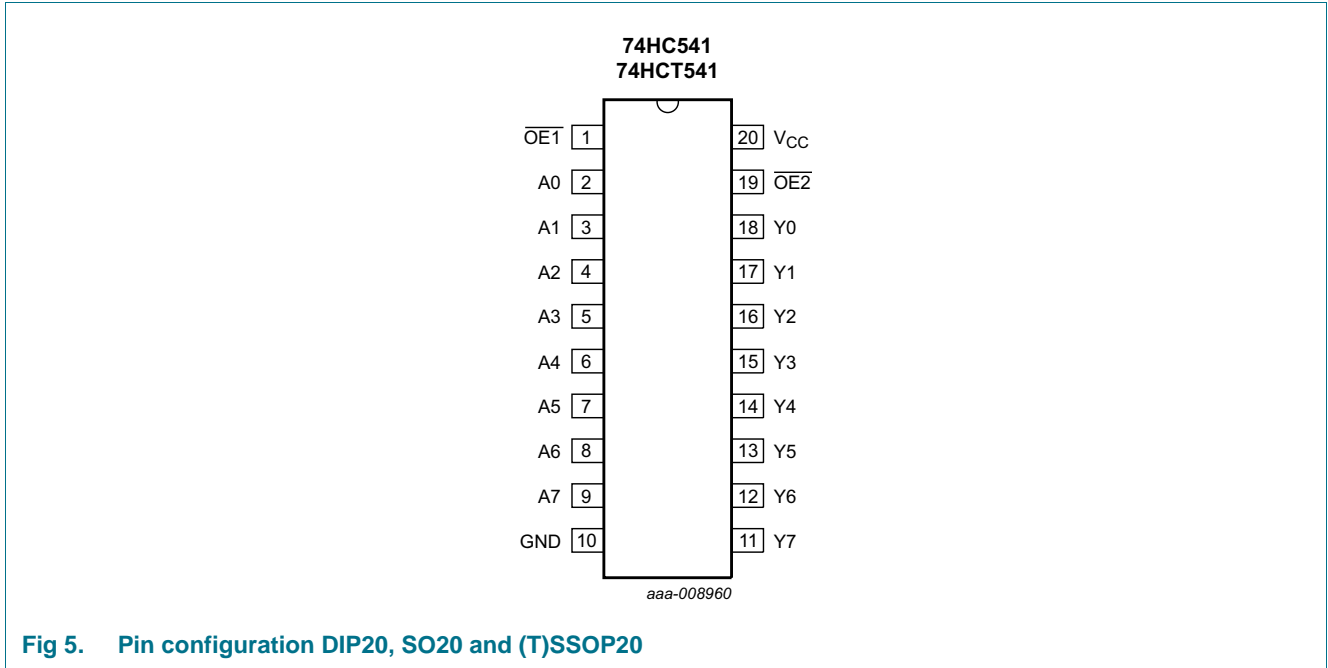 74HC541
74HCT541
OE1 1 20 VCC
A0 2 19 OE2
A1 3 18 Y0
A2 4 17 Y1
A3 5 16 Y2
A4 6 15 Y3
A5 7 14 Y4
A6 8 13 Y5
A7 9 12 Y6
GND 10 11 Y7
aaa-008960
Fig 5. Pin configuration DIP20, SO20 and (T)SSOP20